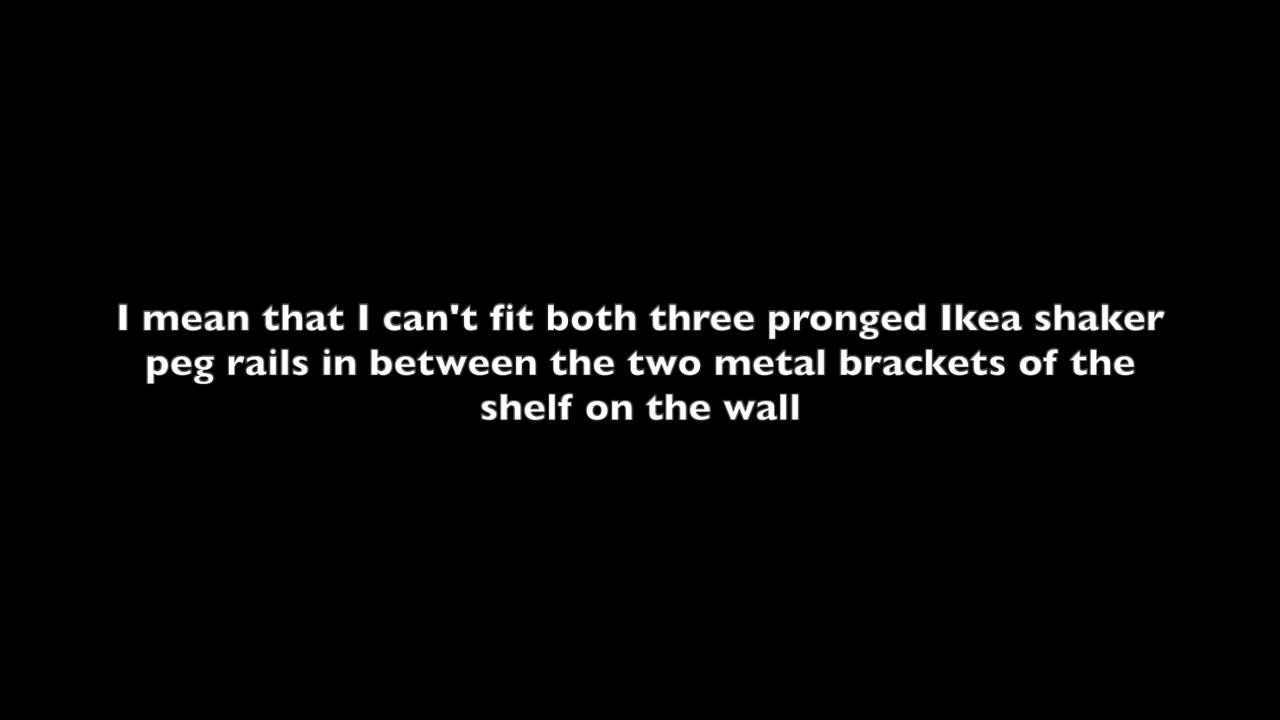 I mean that I can't fit both three pronged Ikea shaker
peg rails in between the two metal brackets of the
shelf on the wall